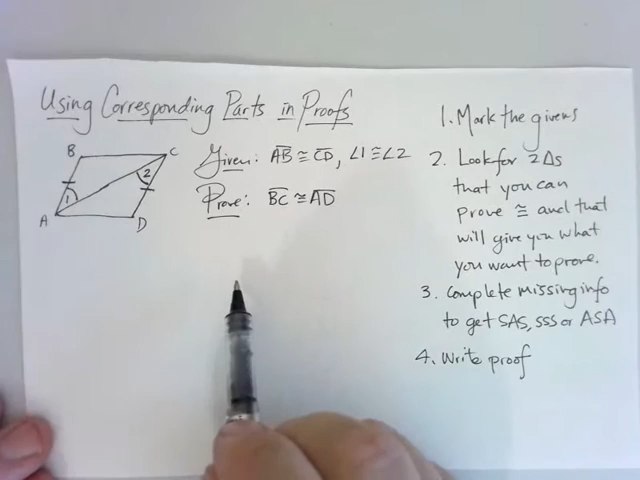 Using Corresponding Parts in Proofs
B
C
2
1
A
D
Given: AB ≅ CD, ∠1 ≅ ∠2
Prove: BC ≅ AD
1. Mark the givens
2. Look for 2 Δs
that you can
prove ≅ and that
will give you what
you want to prove.
3. Complete missing info
to get SAS, SSS or ASA
4. Write proof